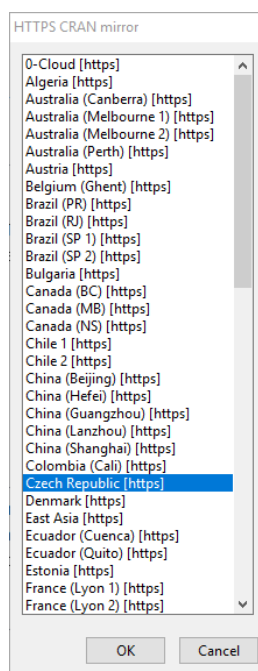 HTTPS CRAN mirror
0-Cloud [https]
Algeria [https]
Australia (Canberra) [https]
Australia (Melbourne 1) [https]
Australia (Melbourne 2) [https]
Australia (Perth) [https]
Austria [https]
Belgium (Ghent) [https]
Brazil (PR) [https]
Brazil (RJ) [https]
Brazil (SP 1) [https]
Brazil (SP 2) [https]
Bulgaria [https]
Canada (BC) [https]
Canada (MB) [https]
Canada (NS) [https]
Chile 1 [https]
Chile 2 [https]
China (Beijing) [https]
China (Hefei) [https]
China (Guangzhou) [https]
China (Lanzhou) [https]
China (Shanghai) [https]
Colombia (Cali) [https]
Czech Republic [https]
Denmark [https]
East Asia [https]
Ecuador (Cuenca) [https]
Ecuador (Quito) [https]
Estonia [https]
France (Lyon 1) [https]
France (Lyon 2) [https]
OK Cancel